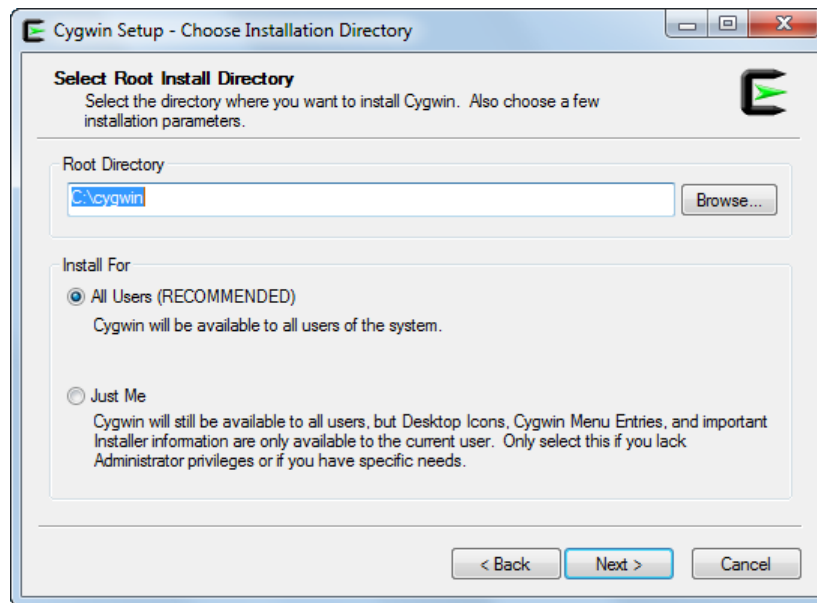 Cygwin Setup - Choose Installation Directory
Select Root Install Directory
Select the directory where you want to install Cygwin. Also choose a few
installation parameters.
Root Directory
C:\cygwin
Browse...
Install For
All Users (RECOMMENDED)
Cygwin will be available to all users of the system.
Just Me
Cygwin will still be available to all users, but Desktop Icons, Cygwin Menu Entries, and important
Installer information are only available to the current user. Only select this if you lack
Administrator privileges or if you have specific needs.
< Back Next > Cancel